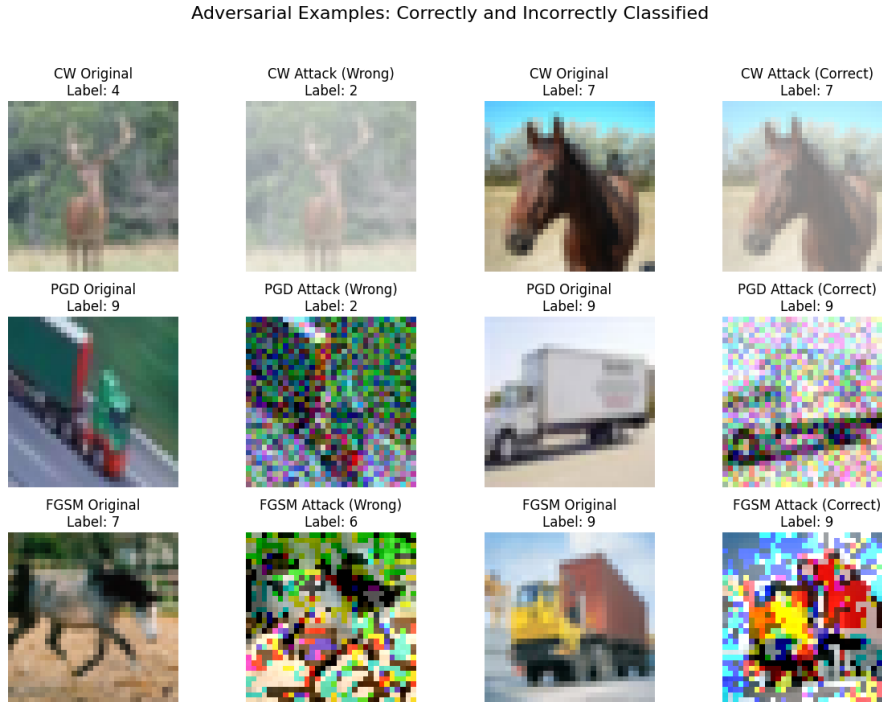 Adversarial Examples: Correctly and Incorrectly Classified
CW Original
Label: 4
CW Attack (Wrong)
Label: 2
CW Original
Label: 7
CW Attack (Correct)
Label: 7
PGD Original
Label: 9
PGD Attack (Wrong)
Label: 2
PGD Original
Label: 9
PGD Attack (Correct)
Label: 9
FGSM Original
Label: 7
FGSM Attack (Wrong)
Label: 6
FGSM Original
Label: 9
FGSM Attack (Correct)
Label: 9